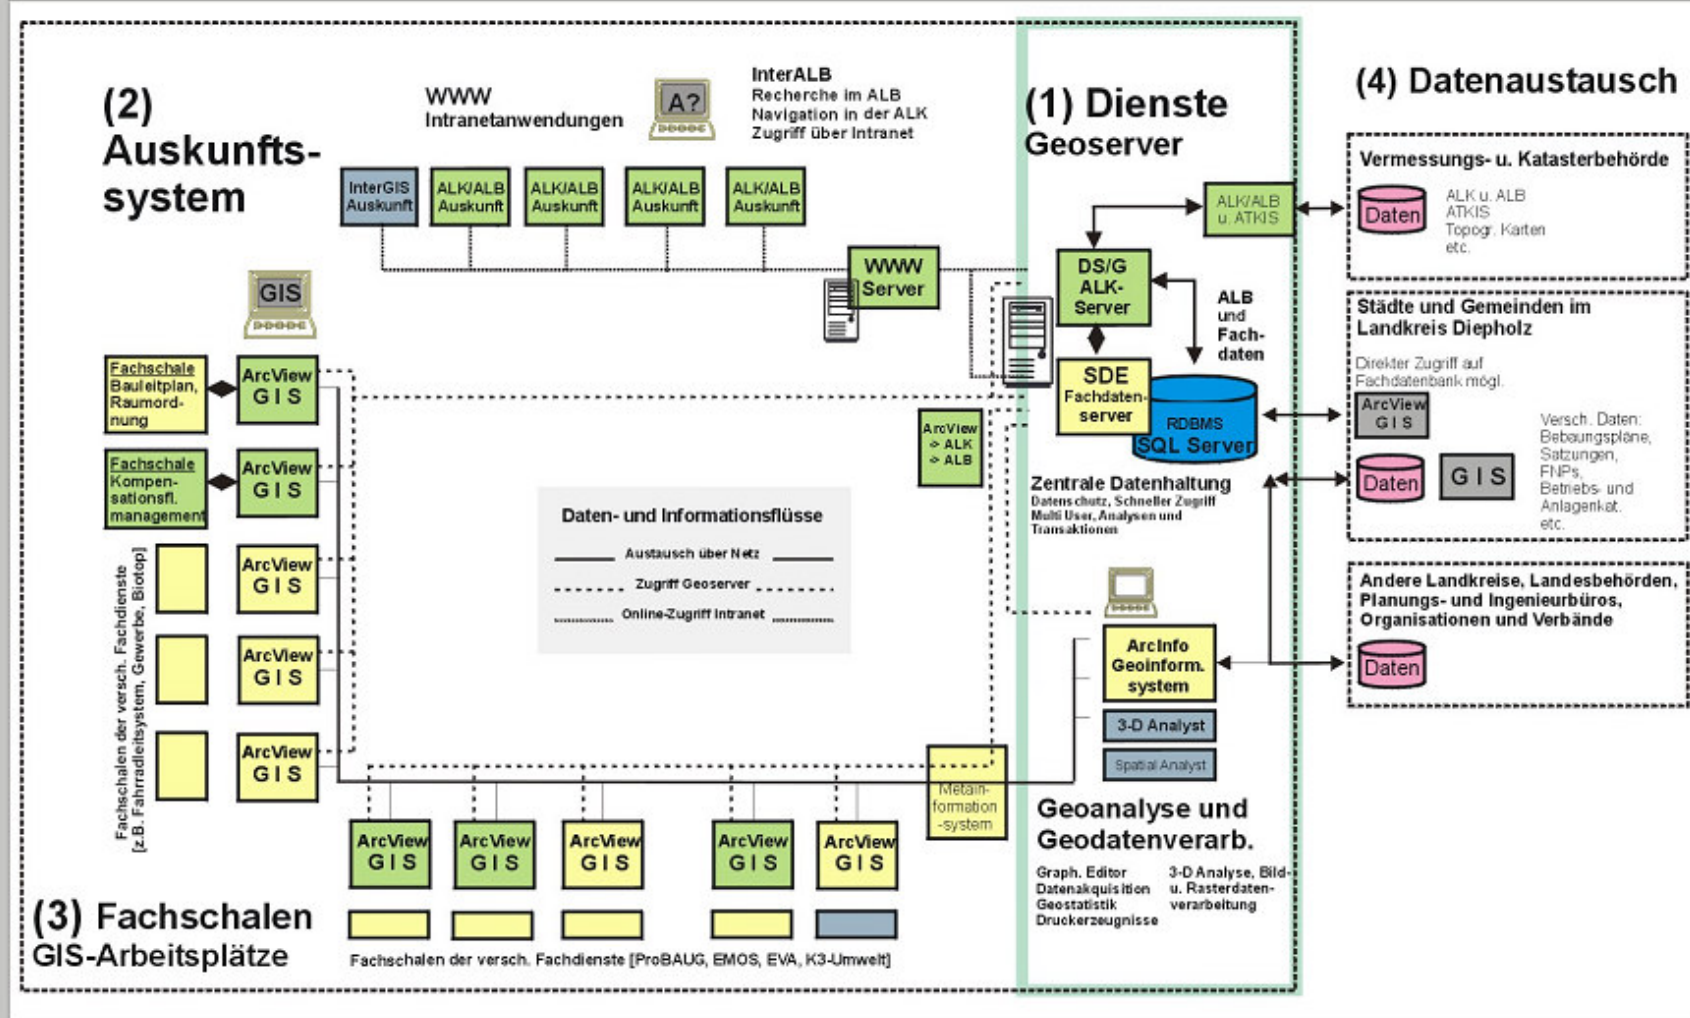 (2)
Auskunfts-
system
WWW
Intranetanwendungen
A?
InterALB
Recherche im ALB
Navigation in der ALK
Zugriff über Intranet
InterGIS
Auskunft
ALK/ALB
Auskunft
ALK/ALB
Auskunft
ALK/ALB
Auskunft
ALK/ALB
Auskunft
WWW
Server
GIS
Fachschale
Bauleitplan,
Raumord-
nung
ArcView
GIS
Fachschale
Kompen-
sationsfl.
management
ArcView
GIS
ArcView
GIS
ArcView
GIS
ArcView
GIS
Fachschalen der versch. Fachdienste
[z.B. Fahrradleitsystem, Gewerbe, Biotop]
ArcView
-> ALK
-> ALB
Daten- und Informationsflüsse
Austausch über Netz
Zugriff Geoserver
Online-Zugriff Intranet
Metain-
formation
-system
ArcView
GIS
ArcView
GIS
ArcView
GIS
ArcView
GIS
ArcView
GIS
(3) Fachschalen
GIS-Arbeitsplätze
Fachschalen der versch. Fachdienste [ProBAUG, EMOS, EVA, K3-Umwelt]
(1) Dienste
Geoserver
ALK/ALB
u. ATKIS
DS/G
ALK-
Server
ALB
und
Fach-
daten
SDE
Fachdaten-
server
RDBMS
SQL Server
Zentrale Datenhaltung
Datenschutz, Schneller Zugriff
Multi User, Analysen und
Transaktionen
ArcInfo
Geoinform.
system
3-D Analyst
Spatial Analyst
Geoanalyse und
Geodatenverarb.
Graph. Editor
Datenakquisition
Geostatistik
Druckerzeugnisse
3-D Analyse, Bild-
u. Rasterdaten-
verarbeitung
(4) Datenaustausch
Vermessungs- u. Katasterbehörde
Daten
ALK u. ALB
ATKIS
Topogr. Karten
etc.
Städte und Gemeinden im
Landkreis Diepholz
Direkter Zugriff auf
Fachdatenbank mögl.
ArcView
GIS
Daten
GIS
Versch. Daten:
Bebaungspläne,
Satzungen,
FNPs,
Betriebs- und
Anlagenkat.
etc.
Andere Landkreise, Landesbehörden,
Planungs- und Ingenieurbüros,
Organisationen und Verbände
Daten